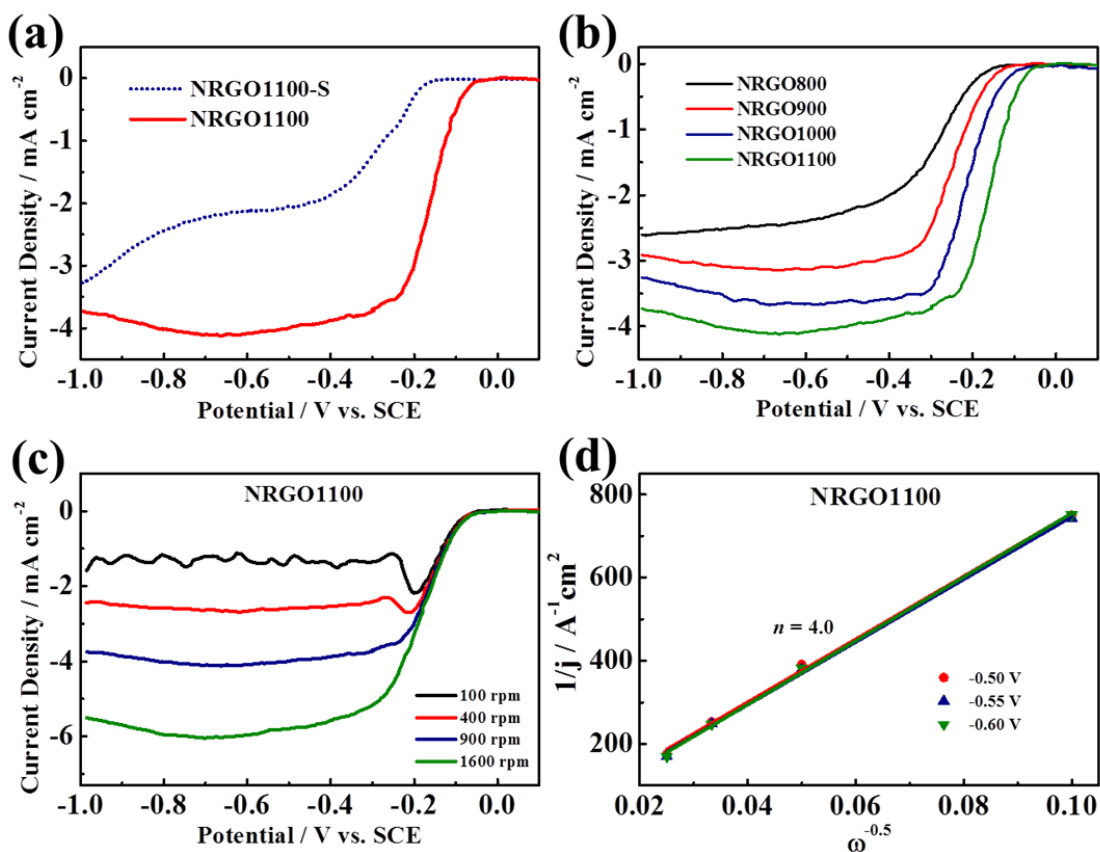 (a)
NRGO1100-S
NRGO1100
0
-1
-2
-3
-4
Current Density / mA cm-2
-1.0 -0.8 -0.6 -0.4 -0.2 0.0
Potential / V vs. SCE
(b)
NRGO800
NRGO900
NRGO1000
NRGO1100
0
-1
-2
-3
-4
Current Density / mA cm-2
-1.0 -0.8 -0.6 -0.4 -0.2 0.0
Potential / V vs. SCE
(c)
NRGO1100
0
-2
-4
-6
Current Density / mA cm-2
100 rpm
400 rpm
900 rpm
1600 rpm
-1.0 -0.8 -0.6 -0.4 -0.2 0.0
Potential / V vs. SCE
(d)
NRGO1100
800
600
400
200
1/j / A-1cm2
n = 4.0
-0.50 V
-0.55 V
-0.60 V
0.02 0.04 0.06 0.08 0.10
ω-0.5